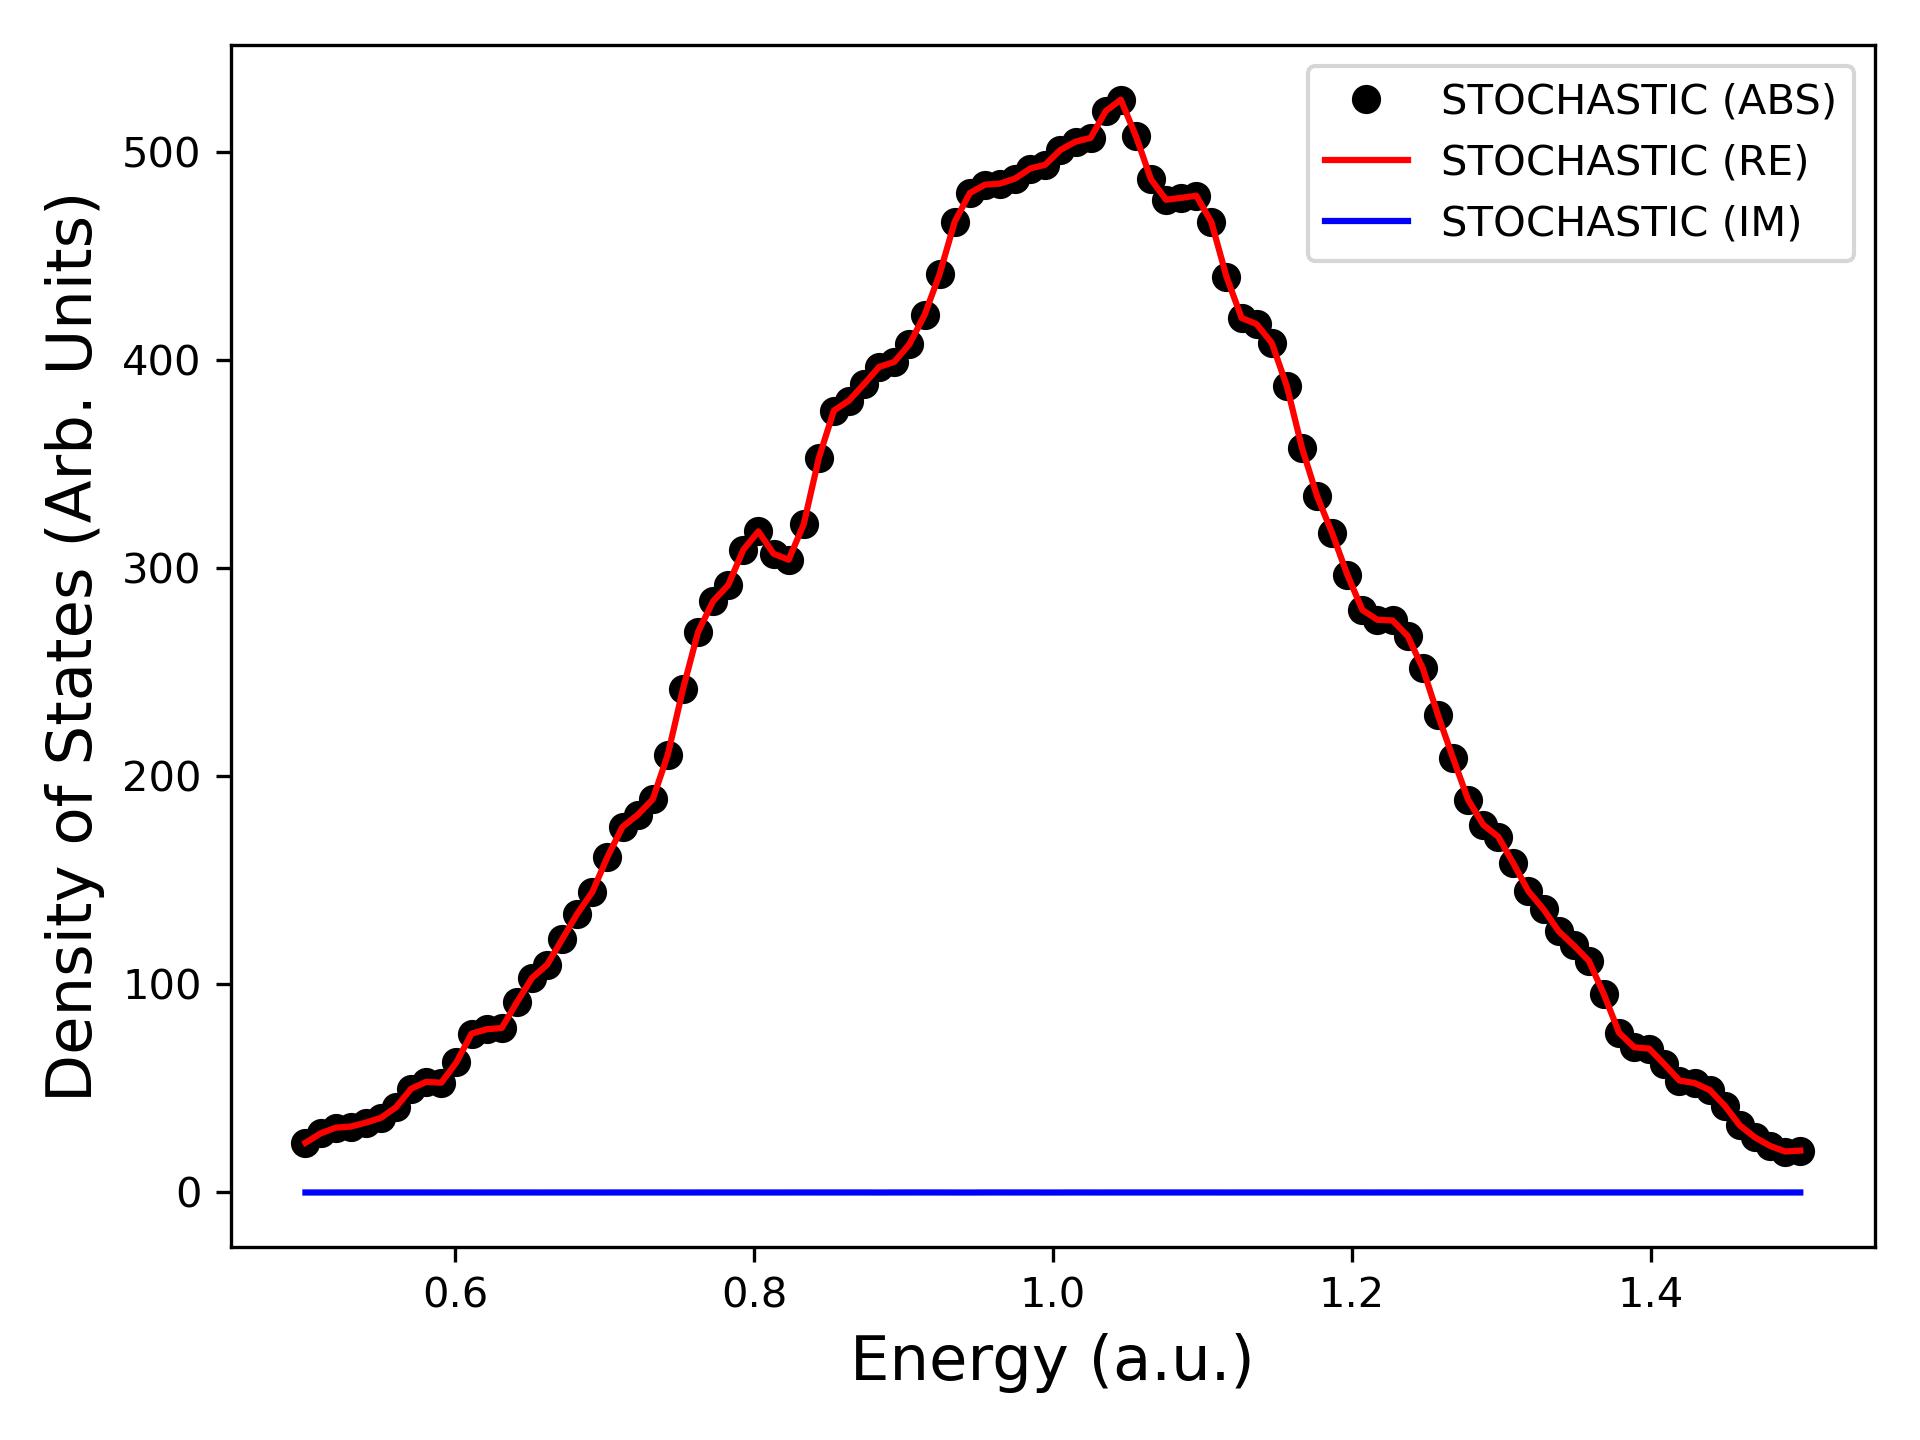 STOCHASTIC (ABS)
STOCHASTIC (RE)
STOCHASTIC (IM)
Density of States (Arb. Units)
500
400
300
200
100
0
0.6 0.8 1.0 1.2 1.4
Energy (a.u.)